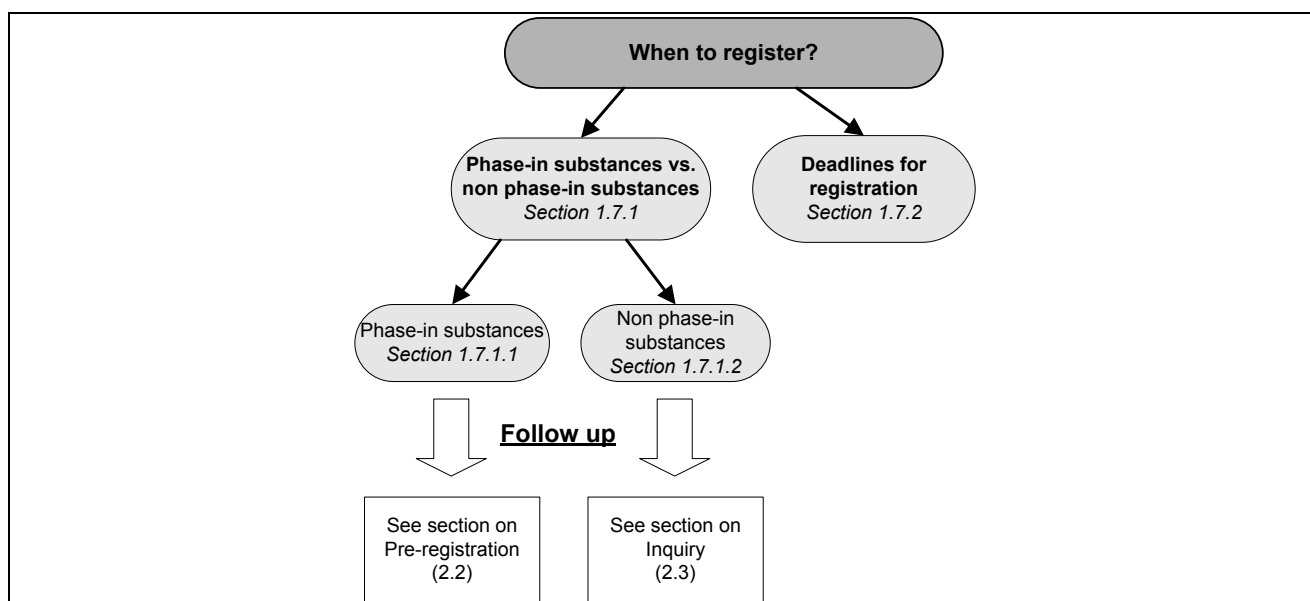 When to register?
Phase-in substances vs.
non phase-in substances
Section 1.7.1
Deadlines for
registration
Section 1.7.2
Phase-in substances
Section 1.7.1.1
Non phase-in
substances
Section 1.7.1.2
Follow up
See section on
Pre-registration
(2.2)
See section on
Inquiry
(2.3)